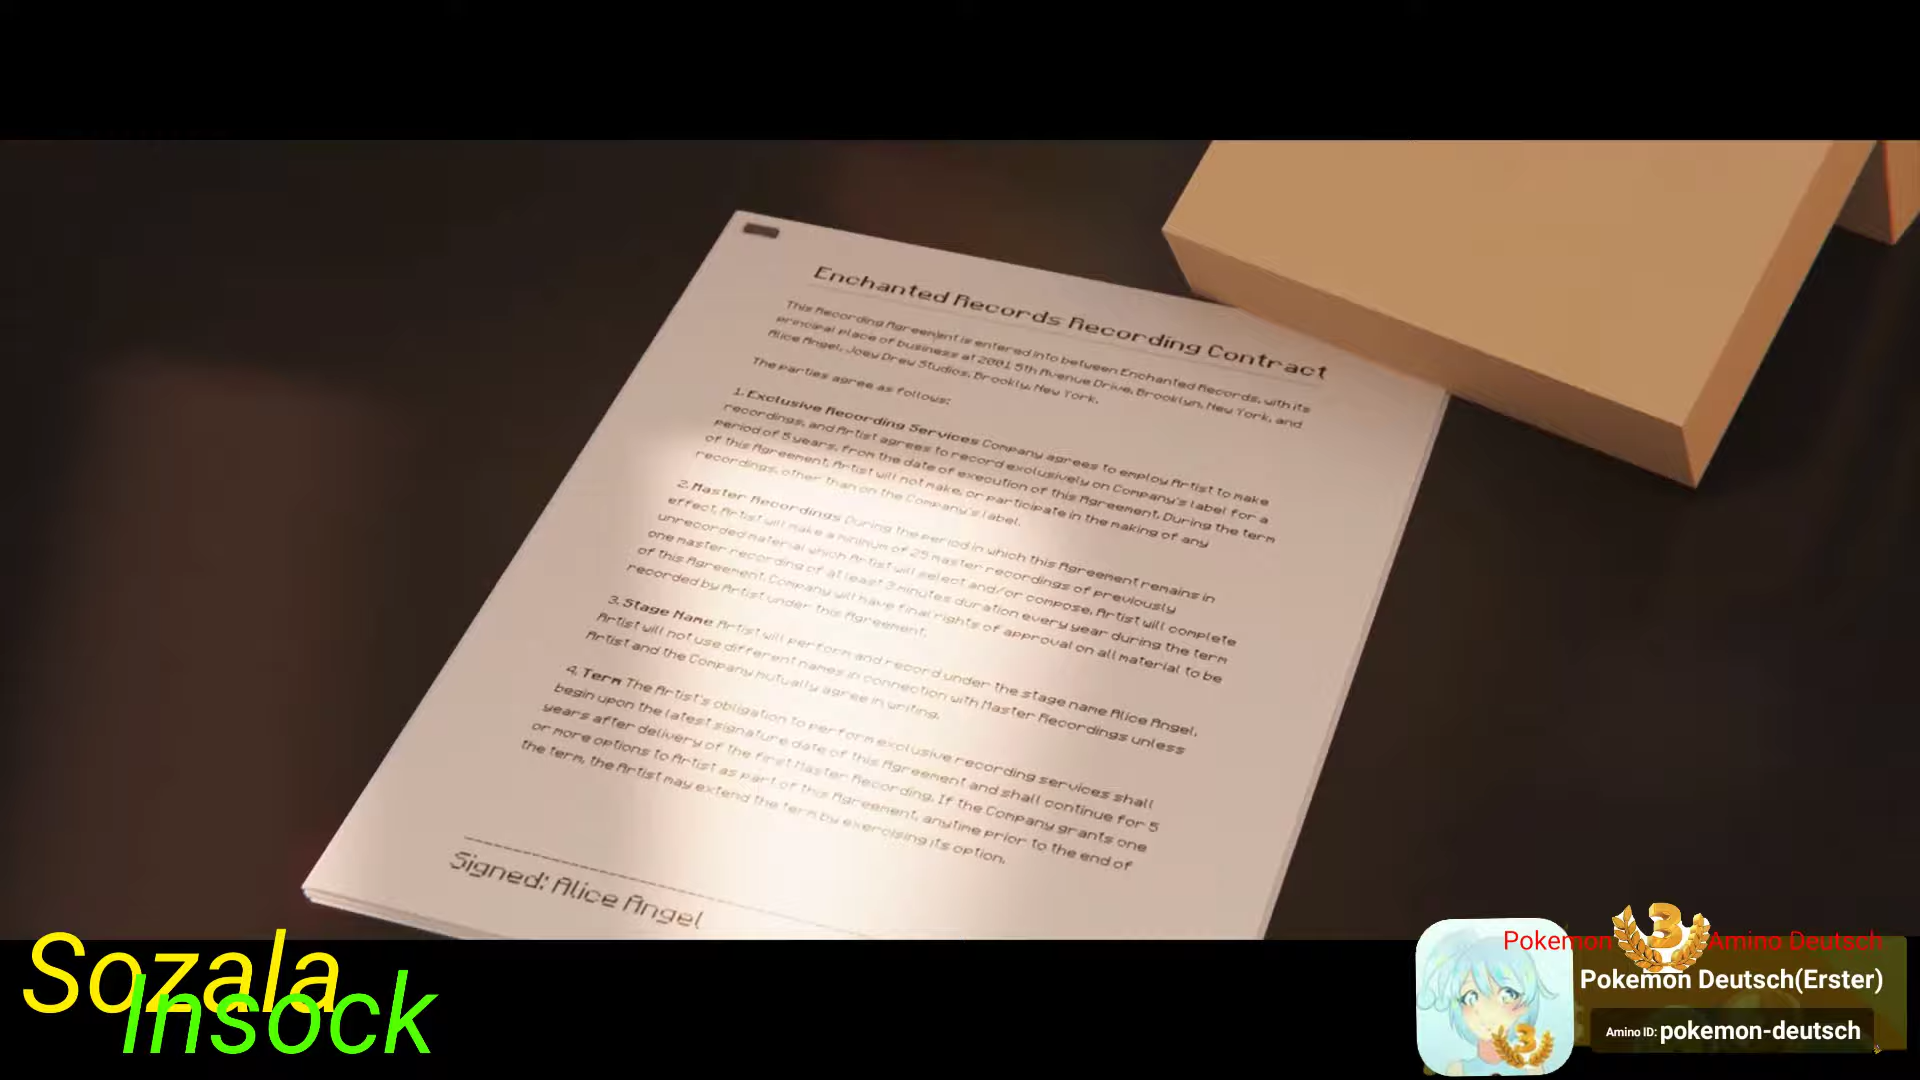 Enchanted Records Recording Contract
This Recording Agreement is entered into between Enchanted Records, with its
principal place of business at 2001 5th Avenue Drive, Brooklyn, New York, and
Alice Angel, Joey Drew Studios, Brookly, New York.
The parties agree as follows:
1. Exclusive Recording Services Company agrees to employ Artist to make
recordings, and Artist agrees to record exclusively on Company's label for a
period of 5 years, from the date of execution of this Agreement. During the term
of this Agreement, Artist will not make, or participate in the making of any
recordings, other than on the Company's label.
2. Master Recordings During the period in which this Agreement remains in
effect, Artist will make a mininum of 25 master recordings of previously
unrecorded material which Artist will select and/or compose. Artist will complete
one master recording of at least 3 minutes duration every year during the term
of this Agreement. Company will have final rights of approval on all material to be
recorded by Artist under this Agreement.
3. Stage Name Artist will perform and record under the stage name Alice Angel.
Artist will not use different names in connection with Master Recordings unless
Artist and the Company mutually agree in writing.
4. Term The Artist's obligation to perform exclusive recording services shall
begin upon the latest signature date of this Agreement and shall continue for 5
years after delivery of the first Master Recording. If the Company grants one
or more options to Artist as part of this Agreement, anytime prior to the end of
the term, the Artist may extend the term by exercising its option.
Signed: Alice Angel
Sozala
Insock
Pokemon Amino Deutsch
3
Pokemon Deutsch(Erster)
Amino ID: pokemon-deutsch
3